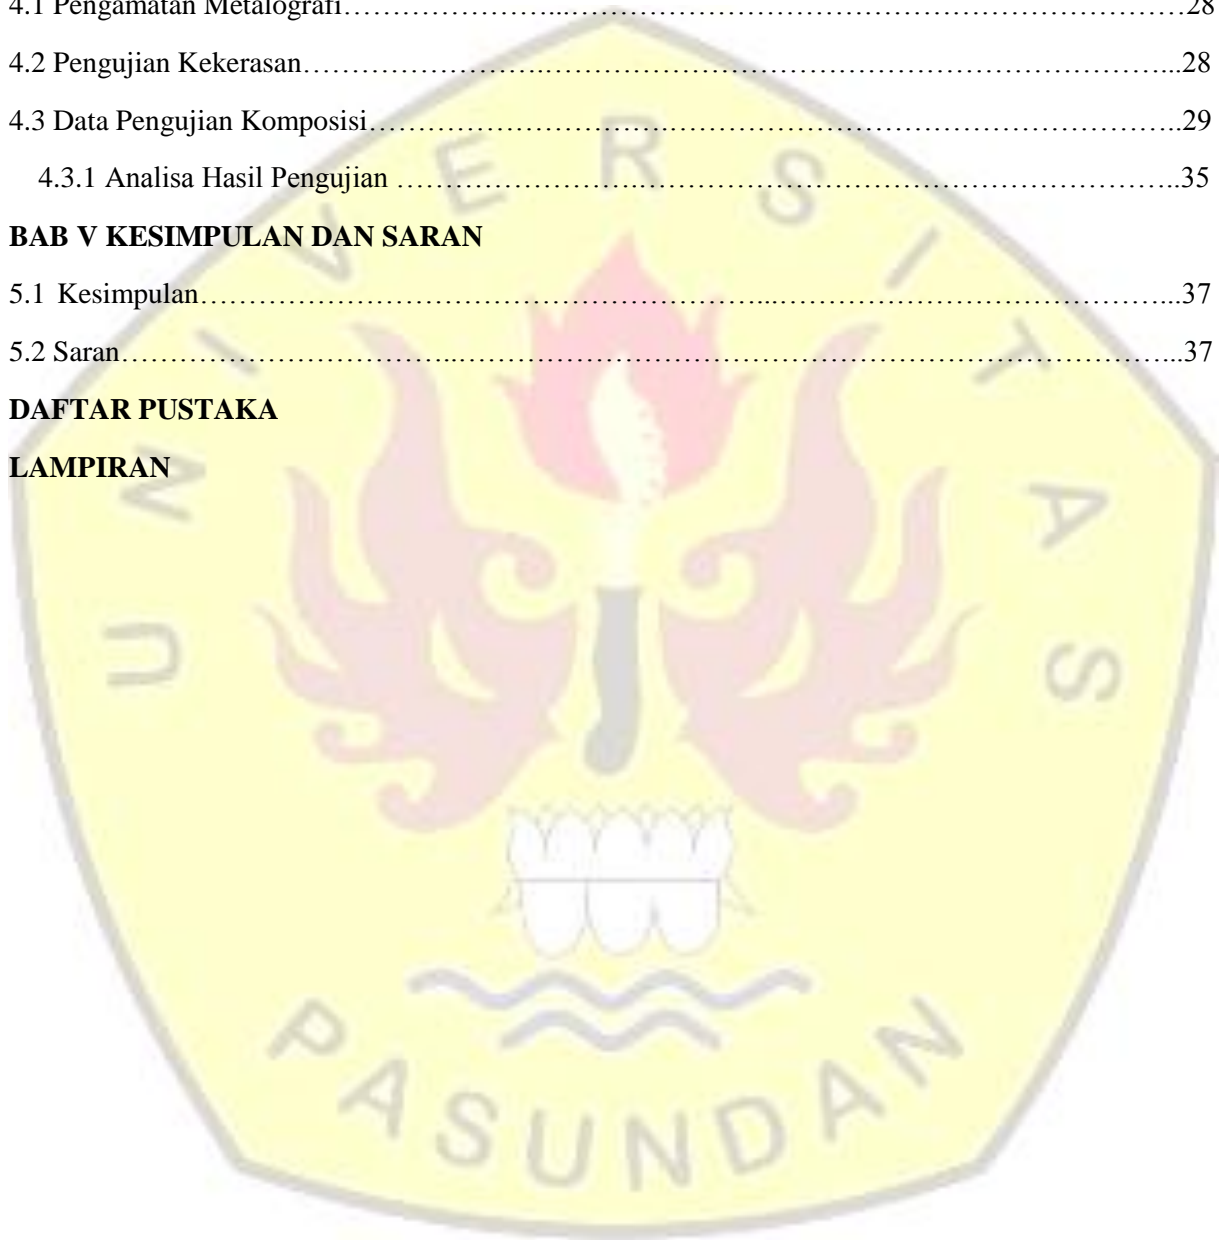 4.1 Pengamatan Metalografi…………………...………………………………………………………………28
4.2 Pengujian Kekerasan……………….…….…………………………………………………………...28
4.3 Data Pengujian Komposisi……………………………………………………………………………..29
4.3.1 Analisa Hasil Pengujian …………………….…………………………………………………..35
BAB V KESIMPULAN DAN SARAN
5.1 Kesimpulan……………………………………………………...………………………………...37
5.2 Saran…………………………...…………………………………………………………………...37
DAFTAR PUSTAKA
LAMPIRAN
UNIVERSITAS
PASUNDAN